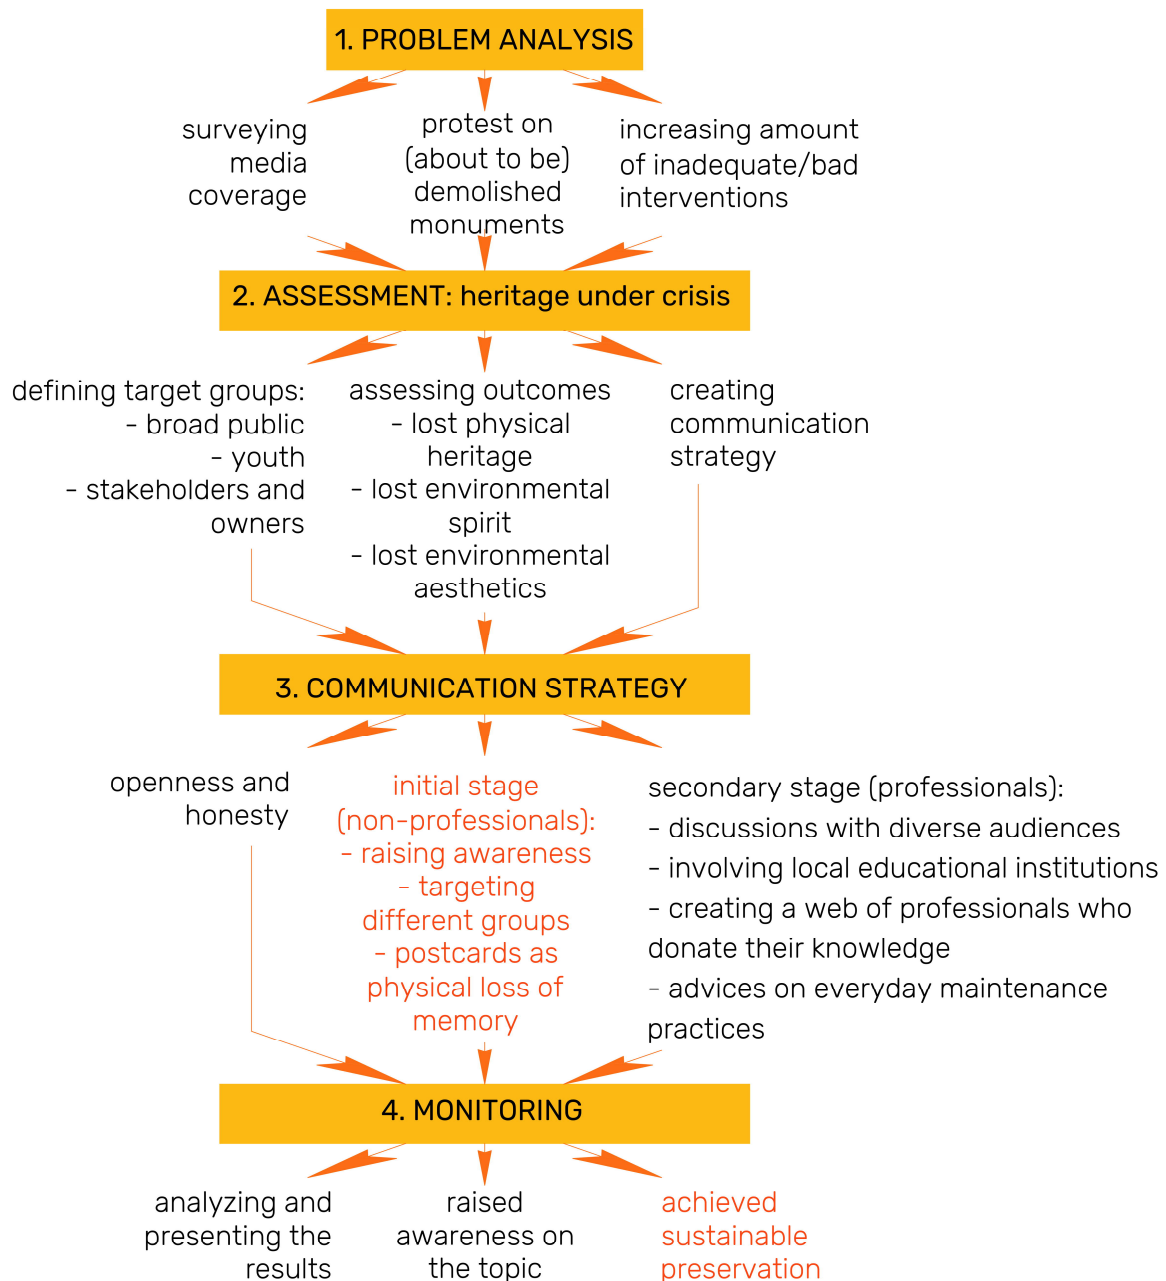 1. PROBLEM ANALYSIS
surveying
media
coverage
protest on
(about to be)
demolished
monuments
increasing amount
of inadequate/bad
interventions
2. ASSESSMENT: heritage under crisis
defining target groups:
- broad public
- youth
- stakeholders and
owners
assessing outcomes
- lost physical
heritage
- lost environmental
spirit
- lost environmental
aesthetics
creating
communication
strategy
3. COMMUNICATION STRATEGY
openness and
honesty
initial stage
(non-professionals):
- raising awareness
- targeting
different groups
- postcards as
physical loss of
memory
secondary stage (professionals):
- discussions with diverse audiences
- involving local educational institutions
- creating a web of professionals who
donate their knowledge
- advices on everyday maintenance
practices
4. MONITORING
analyzing and
presenting the
results
raised
awareness on
the topic
achieved
sustainable
preservation